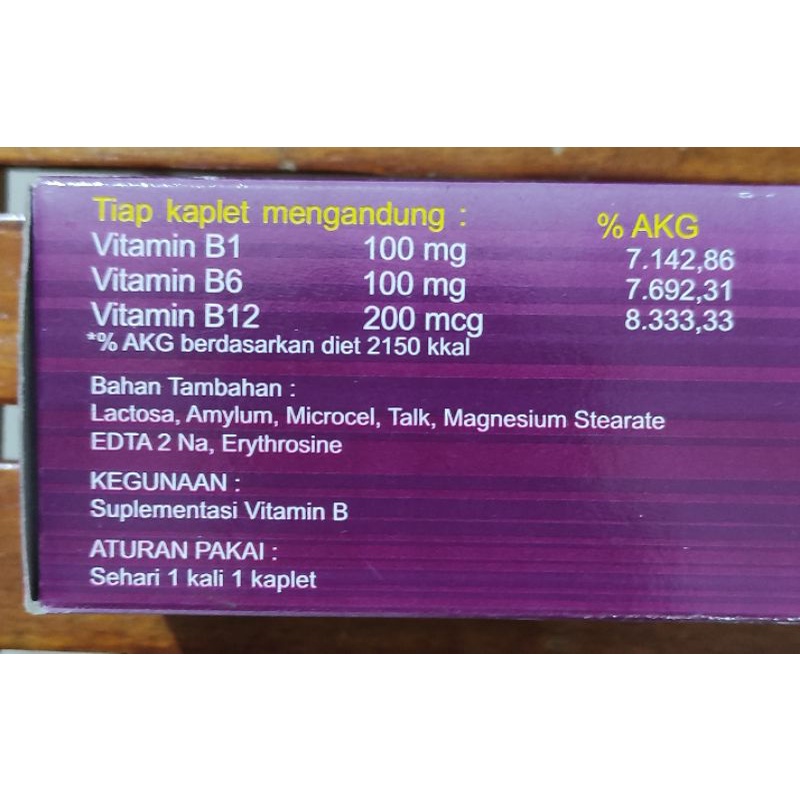 Tiap kaplet mengandung : % AKG
Vitamin B1 100 mg 7.142,86
Vitamin B6 100 mg 7.692,31
Vitamin B12 200 mcg 8.333,33
*% AKG berdasarkan diet 2150 kkal
Bahan Tambahan :
Lactosa, Amylum, Microcel, Talk, Magnesium Stearate
EDTA 2 Na, Erythrosine
KEGUNAAN :
Suplementasi Vitamin B
ATURAN PAKAI :
Sehari 1 kali 1 kaplet